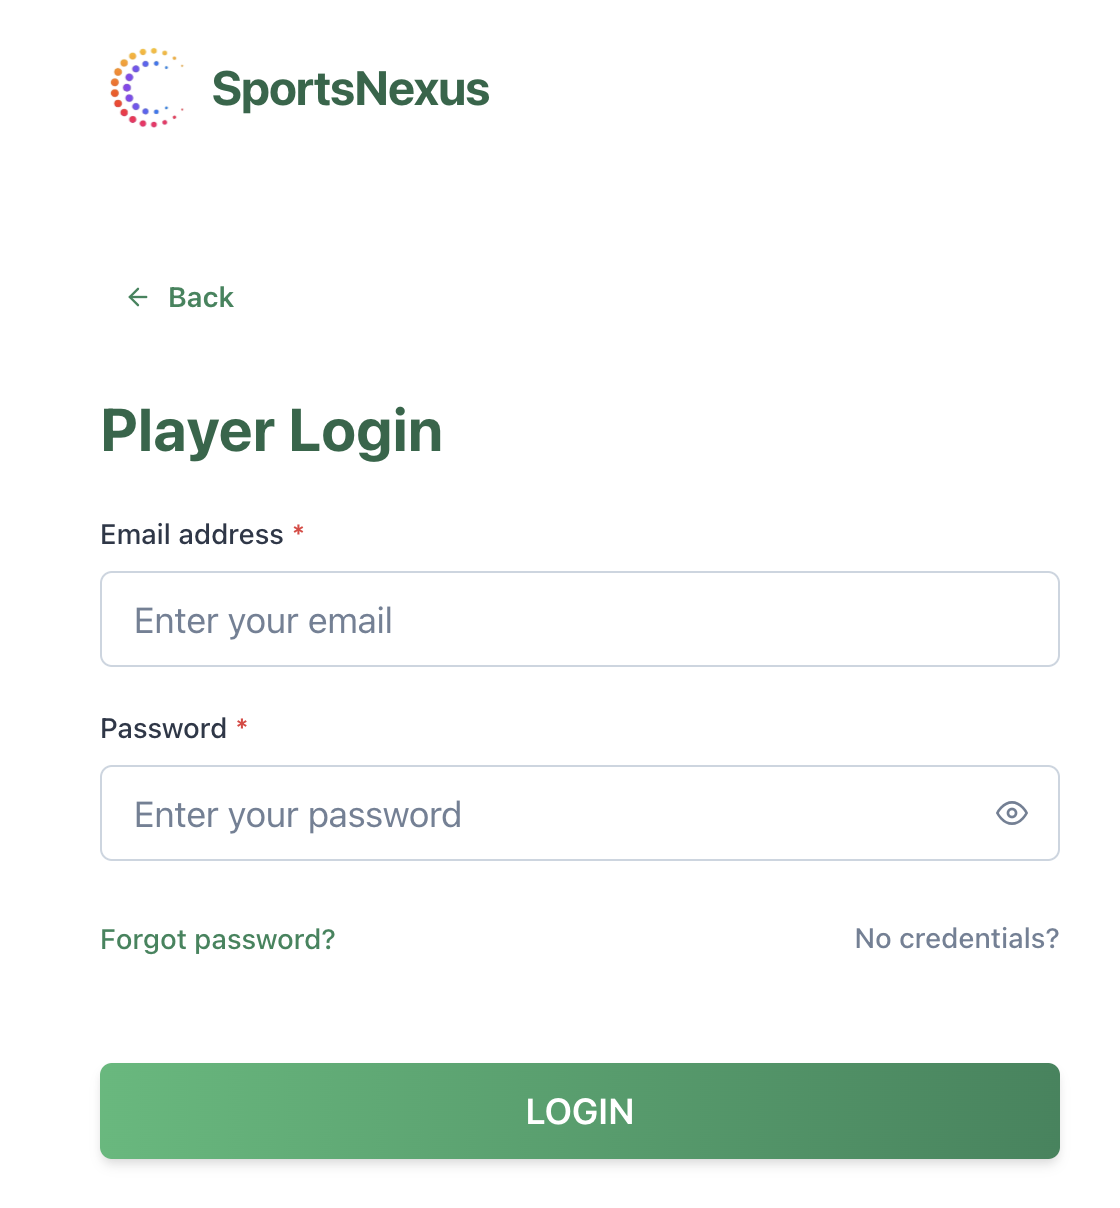 SportsNexus
Back
Player Login
Email address *
Enter your email
Password *
Enter your password
Forgot password?
No credentials?
LOGIN